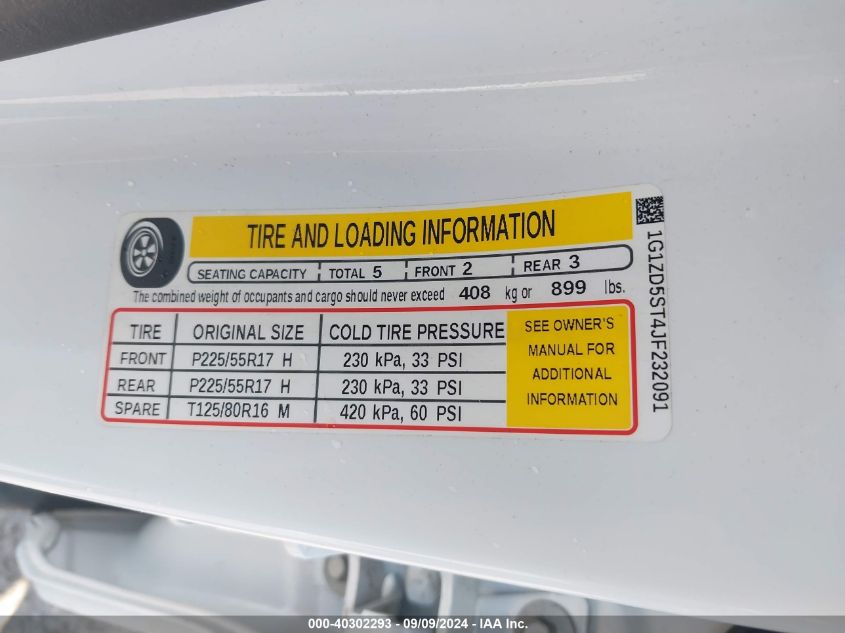 TIRE AND LOADING INFORMATION
SEATING CAPACITY TOTAL 5 FRONT 2 REAR 3
The combined weight of occupants and cargo should never exceed 408 kg or 899 lbs.
TIRE ORIGINAL SIZE COLD TIRE PRESSURE
FRONT P225/55R17 H 230 kPa, 33 PSI
REAR P225/55R17 H 230 kPa, 33 PSI
SPARE T125/80R16 M 420 kPa, 60 PSI
SEE OWNER'S
MANUAL FOR
ADDITIONAL
INFORMATION
1G1ZD5ST4JF232091
000-40302293 - 09/09/2024 - IAA Inc.